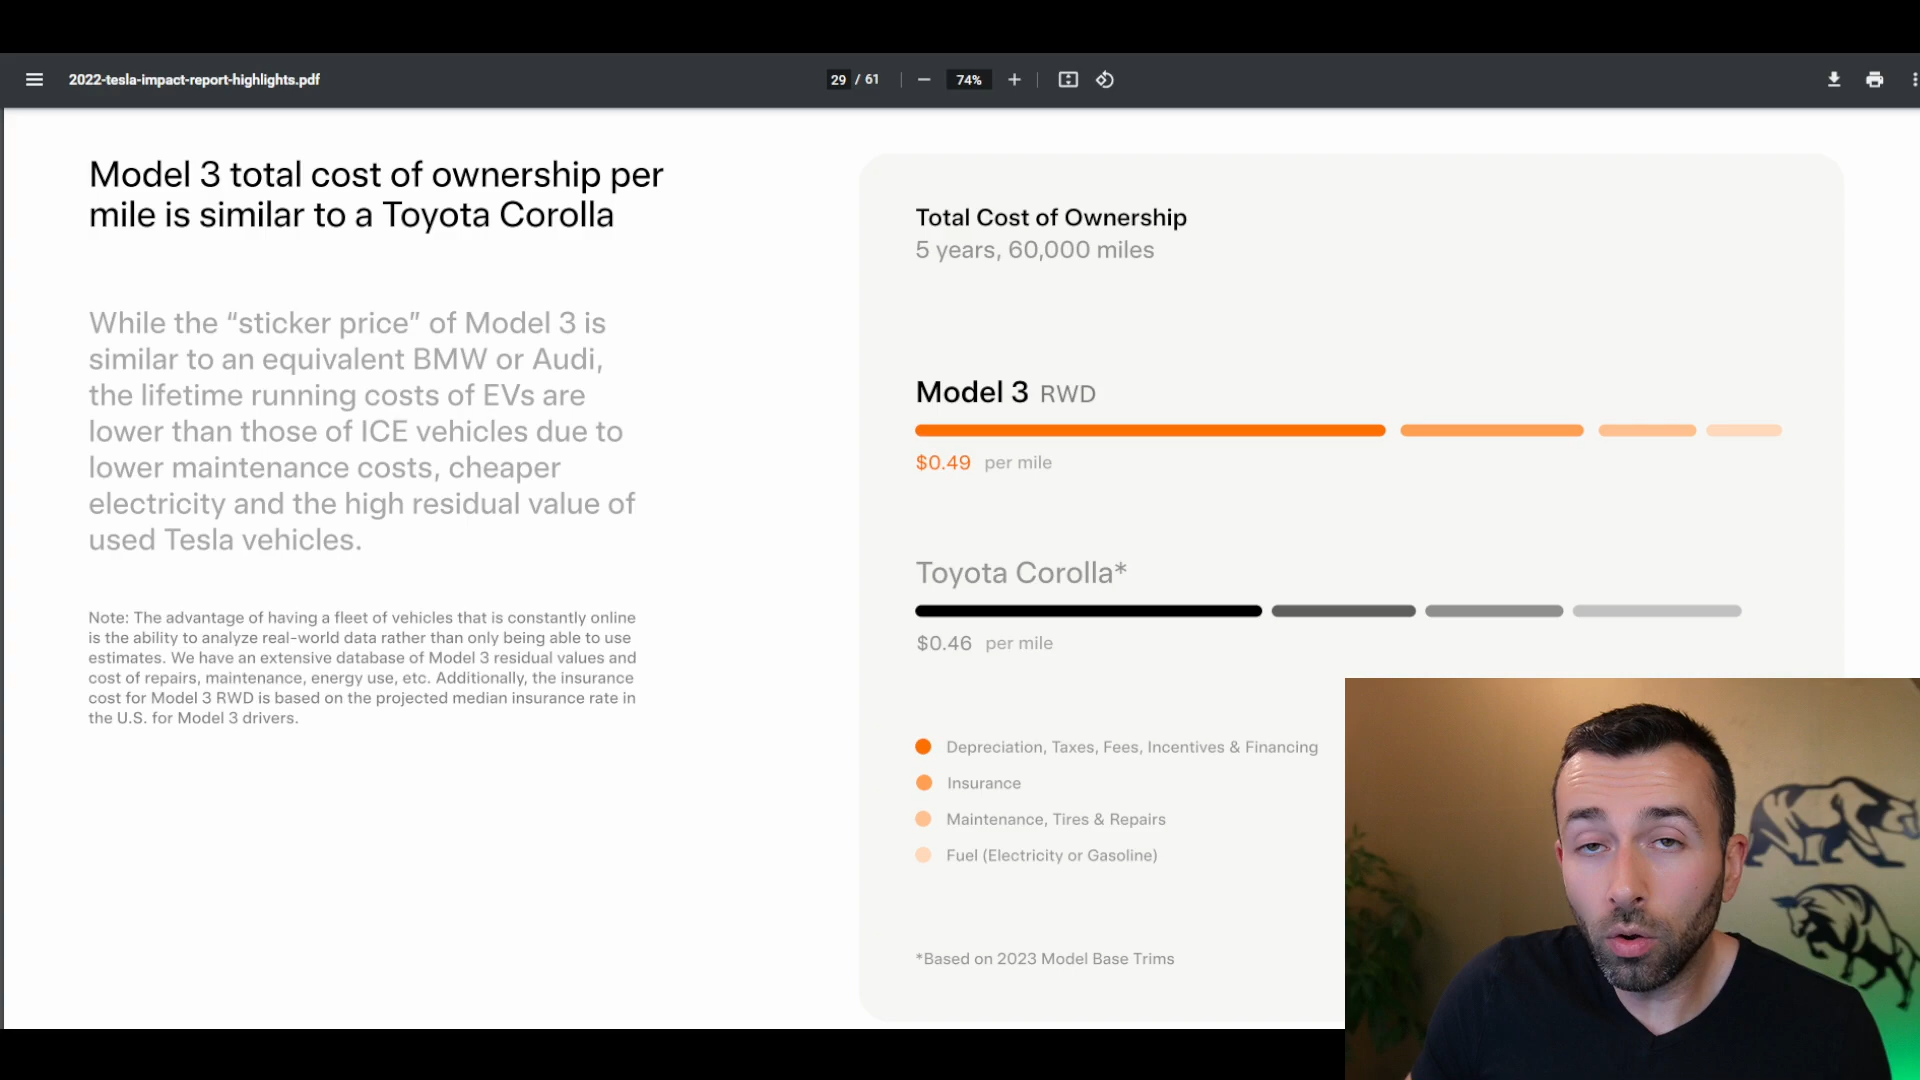 2022-tesla-impact-report-highlights.pdf
29 / 61
74%
Model 3 total cost of ownership per
mile is similar to a Toyota Corolla
While the “sticker price” of Model 3 is
similar to an equivalent BMW or Audi,
the lifetime running costs of EVs are
lower than those of ICE vehicles due to
lower maintenance costs, cheaper
electricity and the high residual value of
used Tesla vehicles.
Note: The advantage of having a fleet of vehicles that is constantly online
is the ability to analyze real-world data rather than only being able to use
estimates. We have an extensive database of Model 3 residual values and
cost of repairs, maintenance, energy use, etc. Additionally, the insurance
cost for Model 3 RWD is based on the projected median insurance rate in
the U.S. for Model 3 drivers.
Total Cost of Ownership
5 years, 60,000 miles
Model 3 RWD
$0.49 per mile
Toyota Corolla*
$0.46 per mile
Depreciation, Taxes, Fees, Incentives & Financing
Insurance
Maintenance, Tires & Repairs
Fuel (Electricity or Gasoline)
*Based on 2023 Model Base Trims